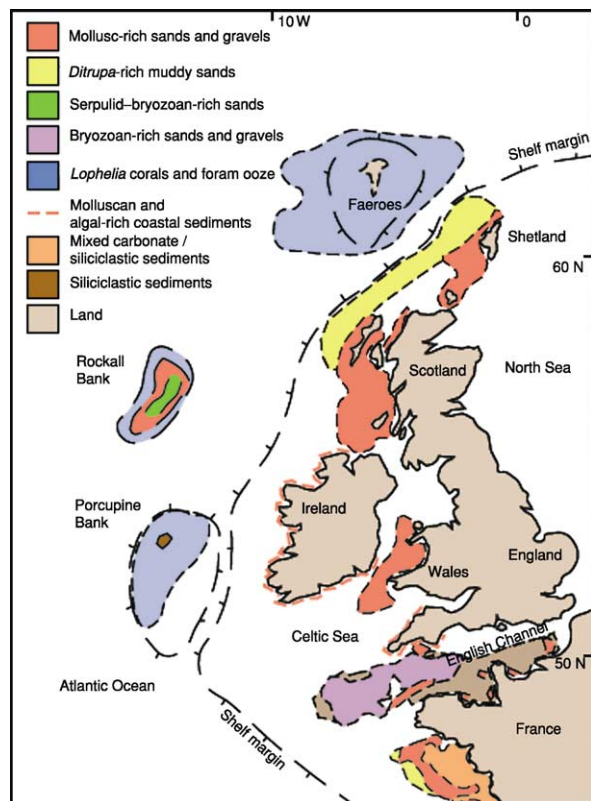 10W
0
Mollusc-rich sands and gravels
Ditrupa-rich muddy sands
Serpulid–bryozoan-rich sands
Bryozoan-rich sands and gravels
Lophelia corals and foram ooze
Molluscan and
algal-rich coastal sediments
Mixed carbonate /
siliciclastic sediments
Siliciclastic sediments
Land
Shelf margin
Faeroes
Shetland
60 N
Rockall
Bank
Scotland
North Sea
Porcupine
Bank
Ireland
Wales
England
Celtic Sea
English Channel
50 N
Atlantic Ocean
France
Shelf margin